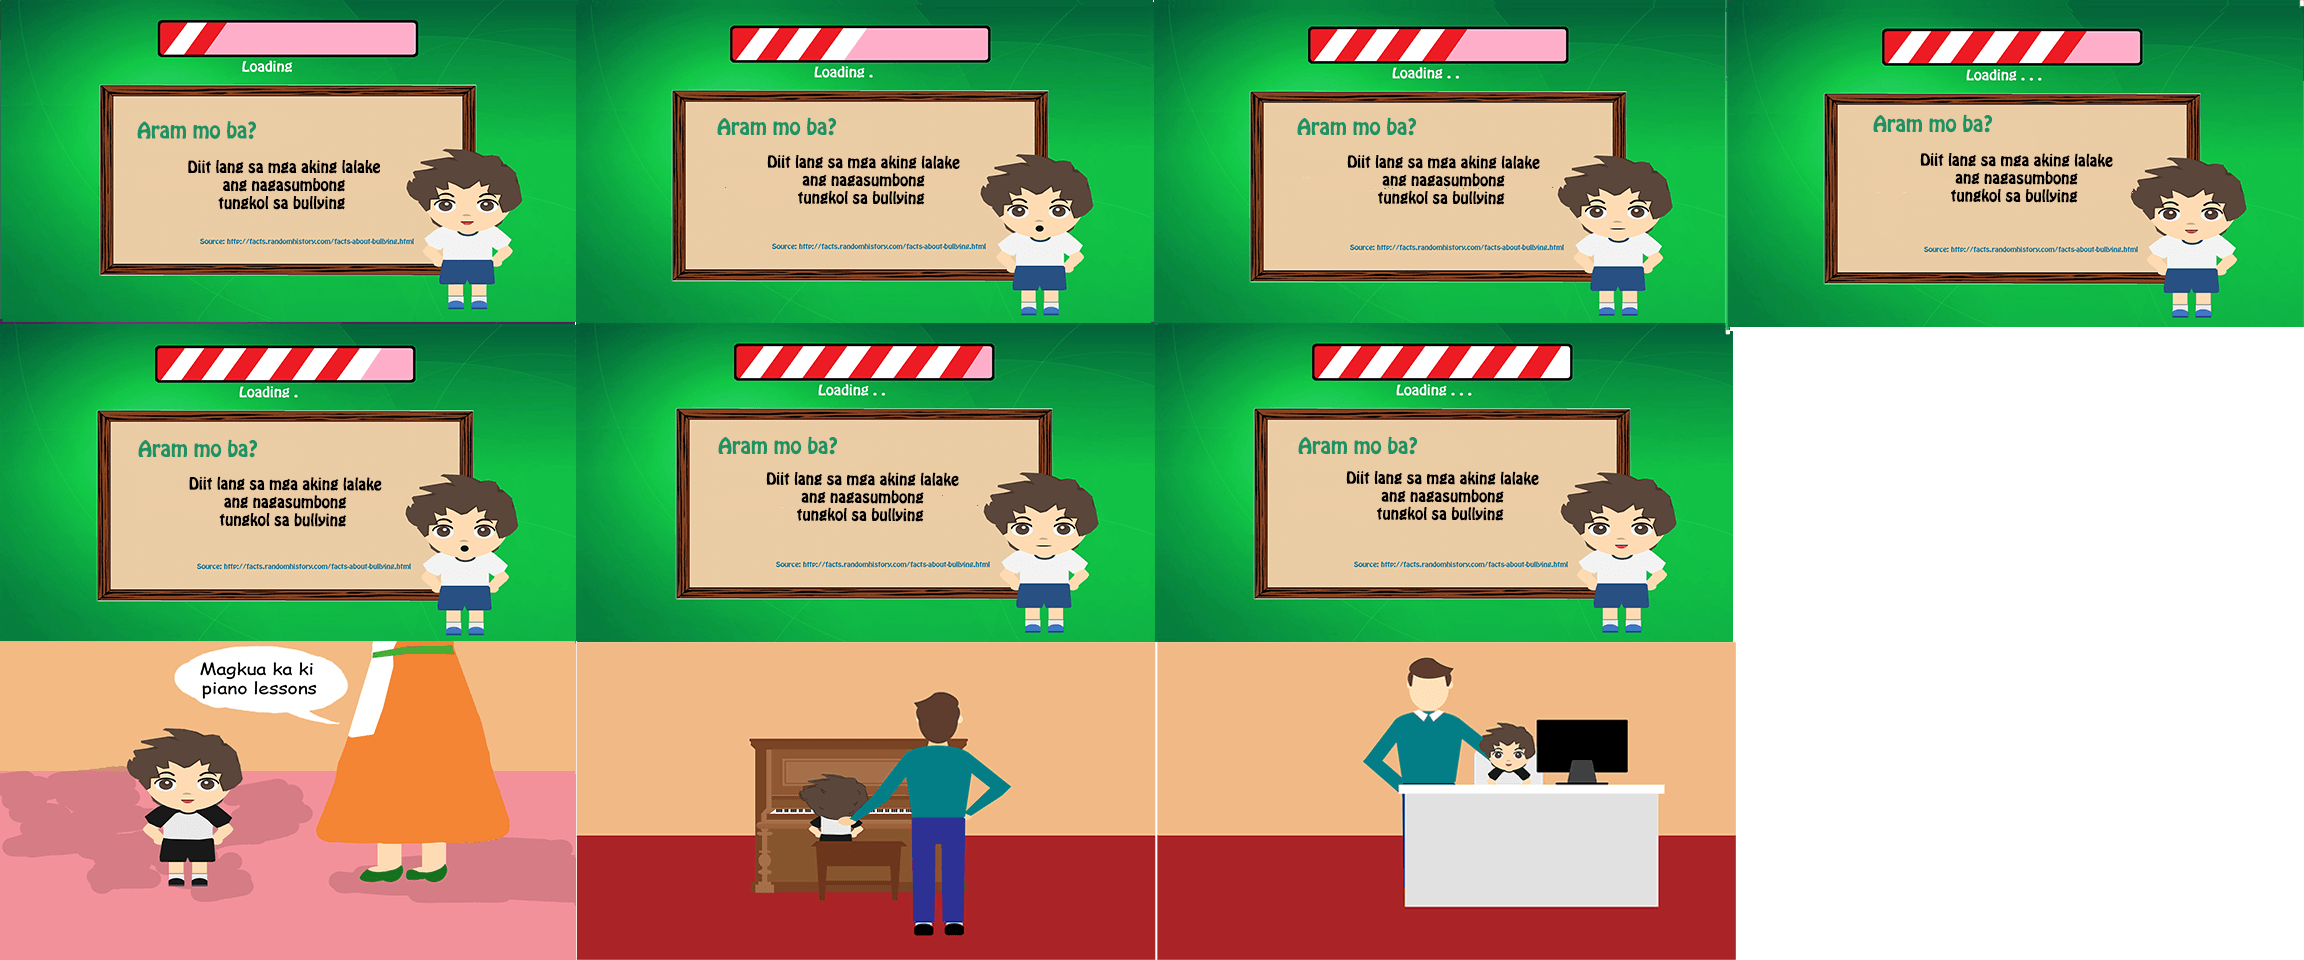 Loading
Aram mo ba?
Diit lang sa mga aking lalake
ang nagasumbong
tungkol sa bullying
Source: http://facts.randomhistory.com/facts-about-bullying.html
Loading .
Aram mo ba?
Diit lang sa mga aking lalake
ang nagasumbong
tungkol sa bullying
Source: http://facts.randomhistory.com/facts-about-bullying.html
Loading . .
Aram mo ba?
Diit lang sa mga aking lalake
ang nagasumbong
tungkol sa bullying
Source: http://facts.randomhistory.com/facts-about-bullying.html
Loading . . .
Aram mo ba?
Diit lang sa mga aking lalake
ang nagasumbong
tungkol sa bullying
Source: http://facts.randomhistory.com/facts-about-bullying.html
Loading .
Aram mo ba?
Diit lang sa mga aking lalake
ang nagasumbong
tungkol sa bullying
Source: http://facts.randomhistory.com/facts-about-bullying.html
Loading . .
Aram mo ba?
Diit lang sa mga aking lalake
ang nagasumbong
tungkol sa bullying
Source: http://facts.randomhistory.com/facts-about-bullying.html
Loading . . .
Aram mo ba?
Diit lang sa mga aking lalake
ang nagasumbong
tungkol sa bullying
Source: http://facts.randomhistory.com/facts-about-bullying.html
Magkua ka ki
piano lessons